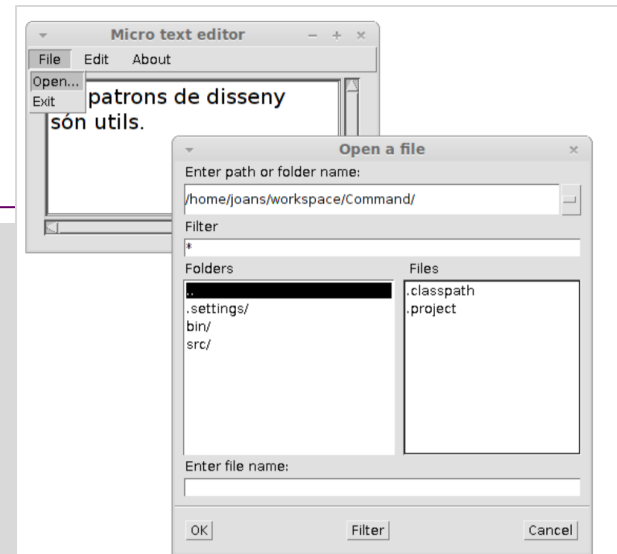 Micro text editor
File Edit About
Open...
Exit
patrons de disseny
són utils.
Open a file
Enter path or folder name:
/home/joans/workspace/Command/
Filter
*
Folders Files
..
.settings/
bin/
src/
.classpath
.project
Enter file name:
OK Filter Cancel